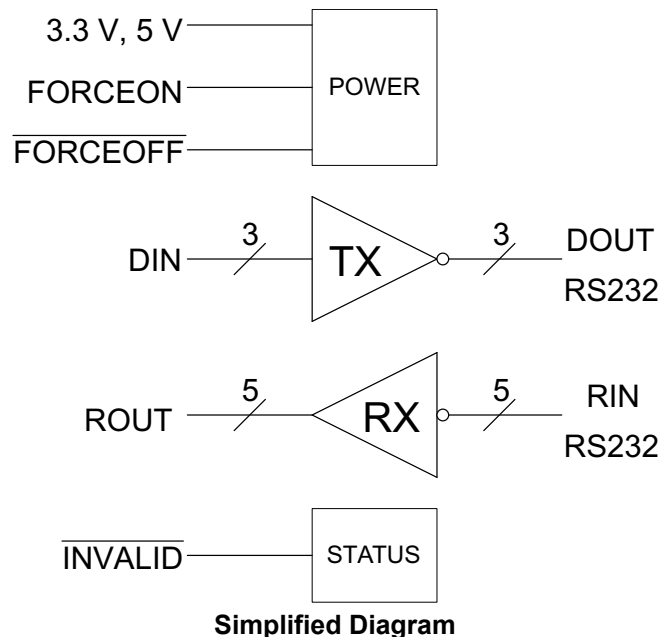 3.3 V, 5 V
FORCEON
FORCEOFF
POWER
DIN
3
TX
3
DOUT
RS232
ROUT
5
RX
5
RIN
RS232
INVALID
STATUS
Simplified Diagram